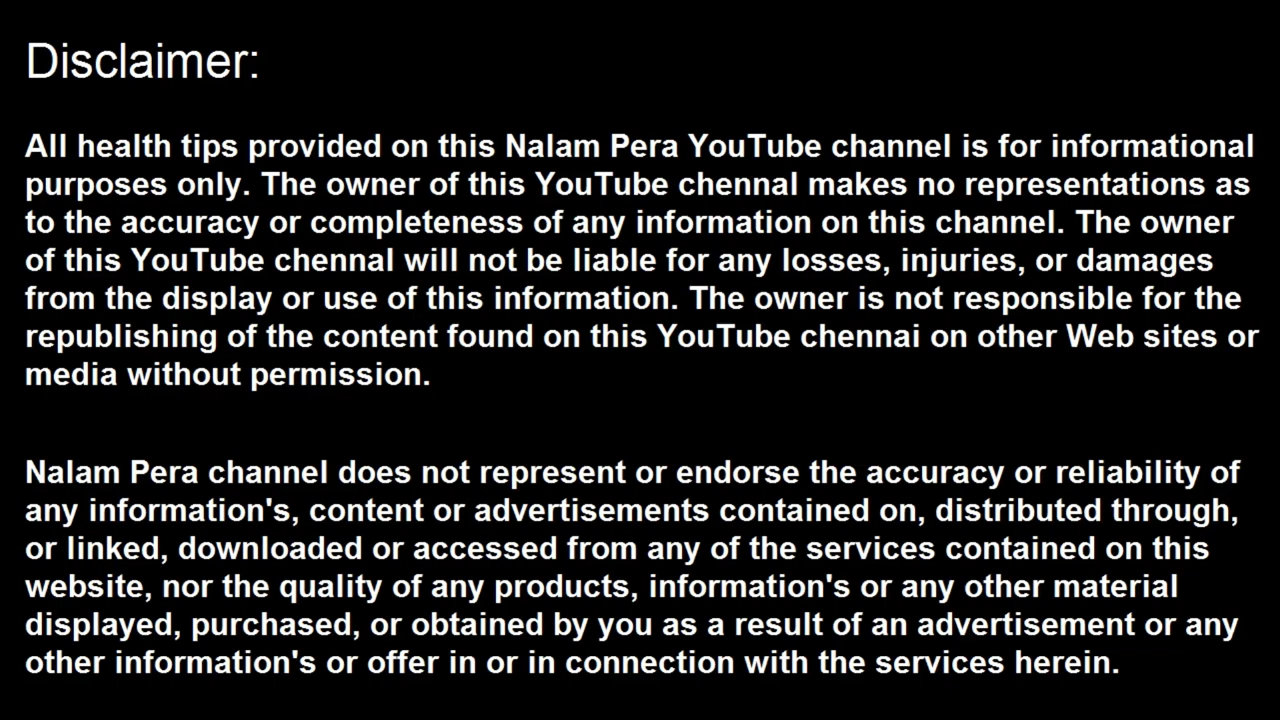 Disclaimer:
All health tips provided on this Nalam Pera YouTube channel is for informational
purposes only. The owner of this YouTube chennal makes no representations as
to the accuracy or completeness of any information on this channel. The owner
of this YouTube chennal will not be liable for any losses, injuries, or damages
from the display or use of this information. The owner is not responsible for the
republishing of the content found on this YouTube chennai on other Web sites or
media without permission.
Nalam Pera channel does not represent or endorse the accuracy or reliability of
any information's, content or advertisements contained on, distributed through,
or linked, downloaded or accessed from any of the services contained on this
website, nor the quality of any products, information's or any other material
displayed, purchased, or obtained by you as a result of an advertisement or any
other information's or offer in or in connection with the services herein.